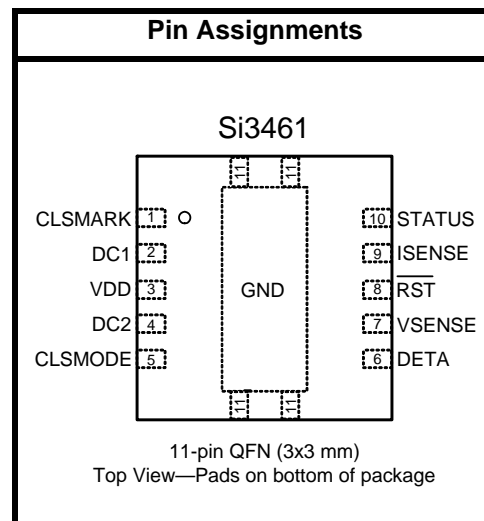 Pin Assignments
Si3461
11 11
CLSMARK 1 10 STATUS
DC1 2 9 ISENSE
VDD 3 GND 8 RST
DC2 4 7 VSENSE
CLSMODE 5 6 DETA
11 11
11-pin QFN (3x3 mm)
Top View—Pads on bottom of package